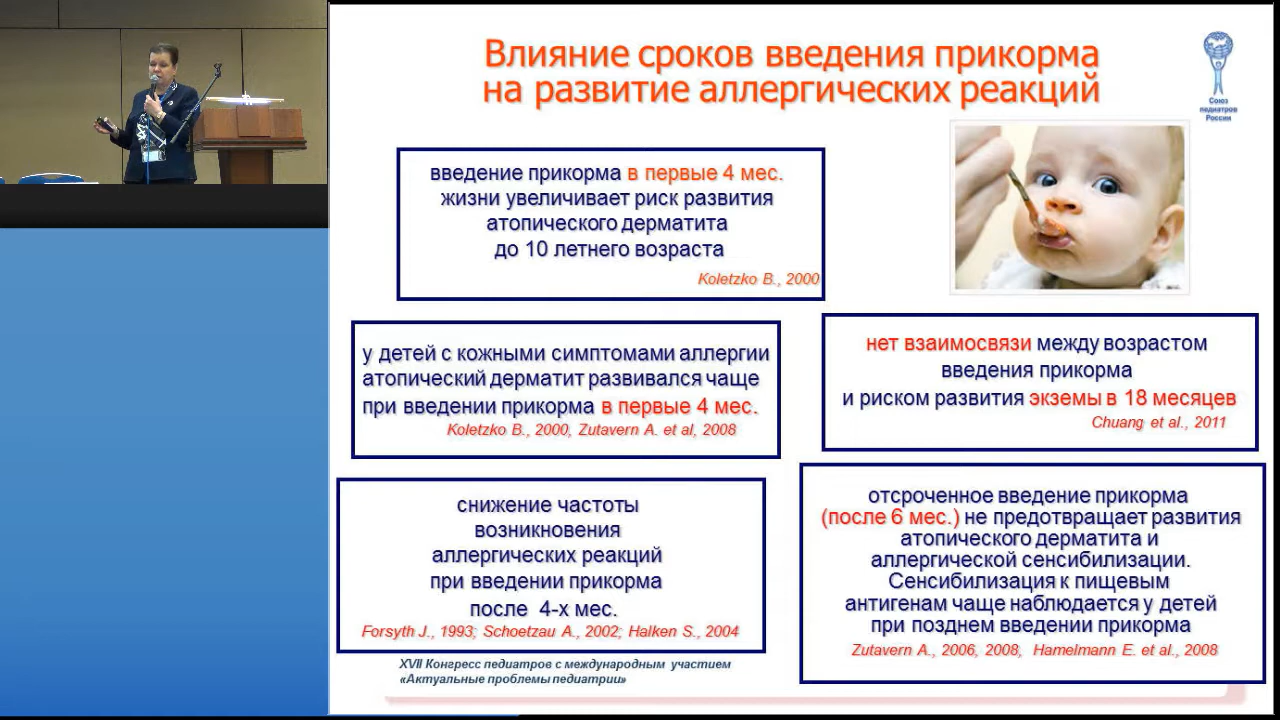 Влияние сроков введения прикорма
на развитие аллергических реакций
Союз
педиатров
России
введение прикорма в первые 4 мес.
жизни увеличивает риск развития
атопического дерматита
до 10 летнего возраста
Koletzko B., 2000
у детей с кожными симптомами аллергии
атопический дерматит развивался чаще
при введении прикорма в первые 4 мес.
Koletzko B., 2000, Zutavern A. et al, 2008
нет взаимосвязи между возрастом
введения прикорма
и риском развития экземы в 18 месяцев
Chuang et al., 2011
снижение частоты
возникновения
аллергических реакций
при введении прикорма
после 4-х мес.
Forsyth J., 1993; Schoetzau A., 2002; Halken S., 2004
отсроченное введение прикорма
(после 6 мес.) не предотвращает развития
атопического дерматита и
аллергической сенсибилизации.
Сенсибилизация к пищевым
антигенам чаще наблюдается у детей
при позднем введении прикорма
Zutavern A., 2006, 2008, Hamelmann E. et al., 2008
XVII Конгресс педиатров с международным участием
«Актуальные проблемы педиатрии»